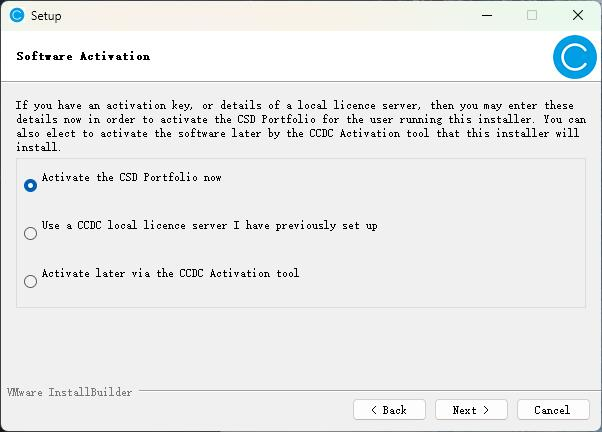 Setup
Software Activation
If you have an activation key, or details of a local licence server, then you may enter these
details now in order to activate the CSD Portfolio for the user running this installer. You can
also elect to activate the software later by the CCDC Activation tool that this installer will
install.
Activate the CSD Portfolio now
Use a CCDC local licence server I have previously set up
Activate later via the CCDC Activation tool
VMware InstallBuilder
< Back
Next >
Cancel